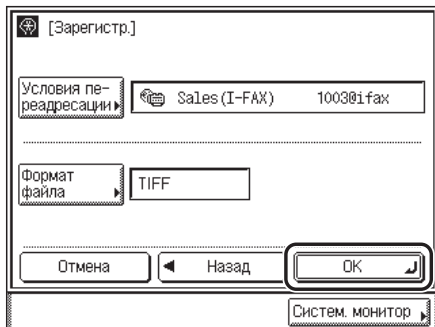 [Зарегистр.]
Условия пе-
реадресации
Sales(I-FAX) 1003@ifax
Формат
файла
TIFF
Отмена
Назад
OK
Систем. монитор